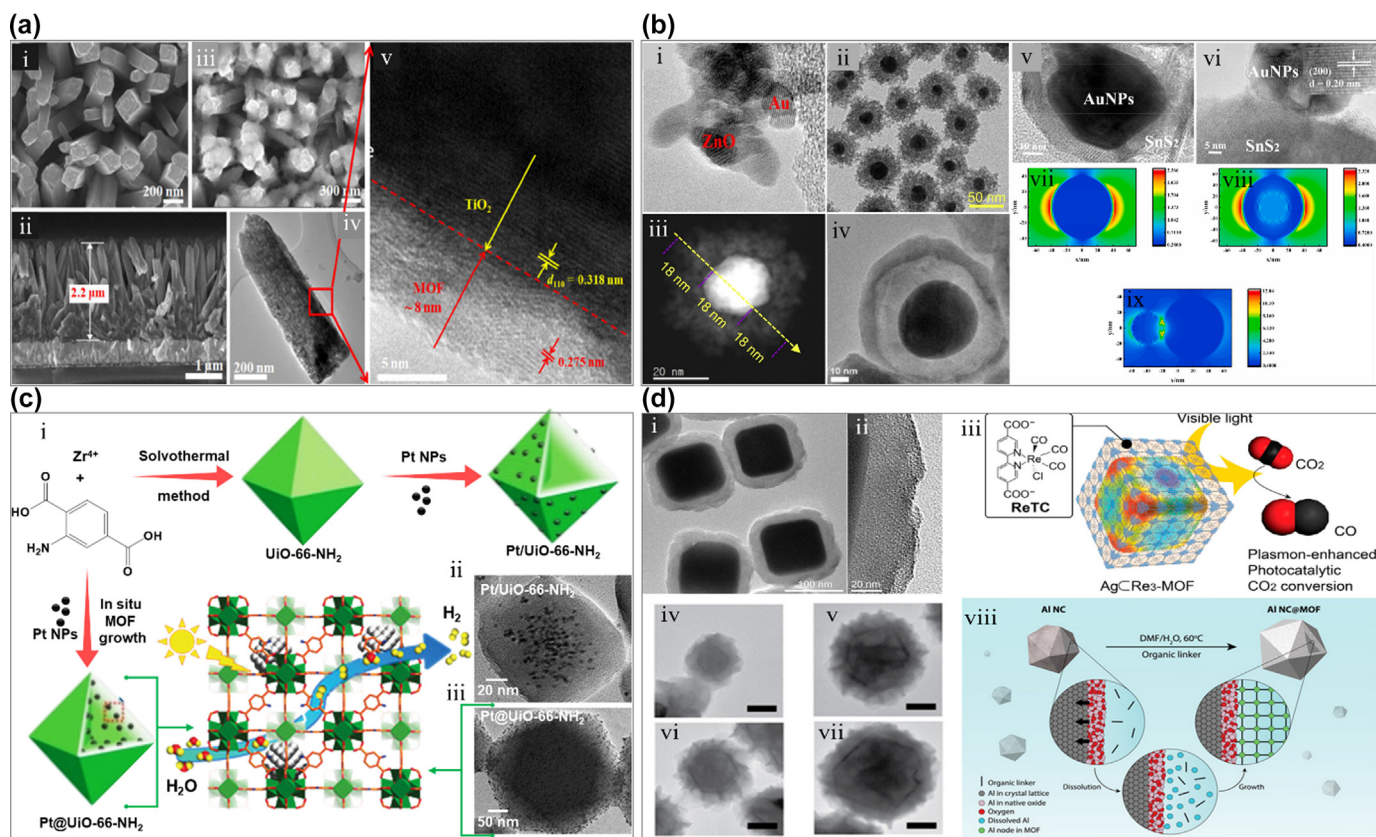 (a)
i
200 nm
iii
300 nm
e
ii
2.2 μm
1 μm
iv
200 nm
v
TiO2
d110 = 0.318 nm
MOF
~ 8 nm
0.275 nm
5 nm
(b)
i
Au
ZnO
ii
50 nm
iii
18 nm
18 nm
18 nm
20 nm
iv
10 nm
v
AuNPs
SnS2
10 nm
vi
AuNPs
(200)
d = 0.20 nm
SnS2
5 nm
vii
y/nm
x/nm
viii
y/nm
x/nm
ix
y/nm
x/nm
(c)
i
Zr4+
+
HO
O
H2N
O
OH
Solvothermal
method
UiO-66-NH2
Pt NPs
Pt/UiO-66-NH2
Pt NPs
In situ
MOF
growth
Pt@UiO-66-NH2
H2O
H2
ii
Pt/UiO-66-NH2
20 nm
iii
Pt@UiO-66-NH2
50 nm
(d)
i
100 nm
ii
20 nm
iii
COO−
CO
CO
N
Re
N
CO
Cl
COO−
ReTC
Visible light
CO2
CO
Ag⊂Re3-MOF
Plasmon-enhanced
Photocatalytic
CO2 conversion
iv
v
vi
vii
viii
Al NC
DMF/H2O, 60°C
Organic linker
Al NC@MOF
Dissolution
Growth
Organic linker
Al in crystal lattice
Al in native oxide
Oxygen
Dissolved Al
Al node in MOF